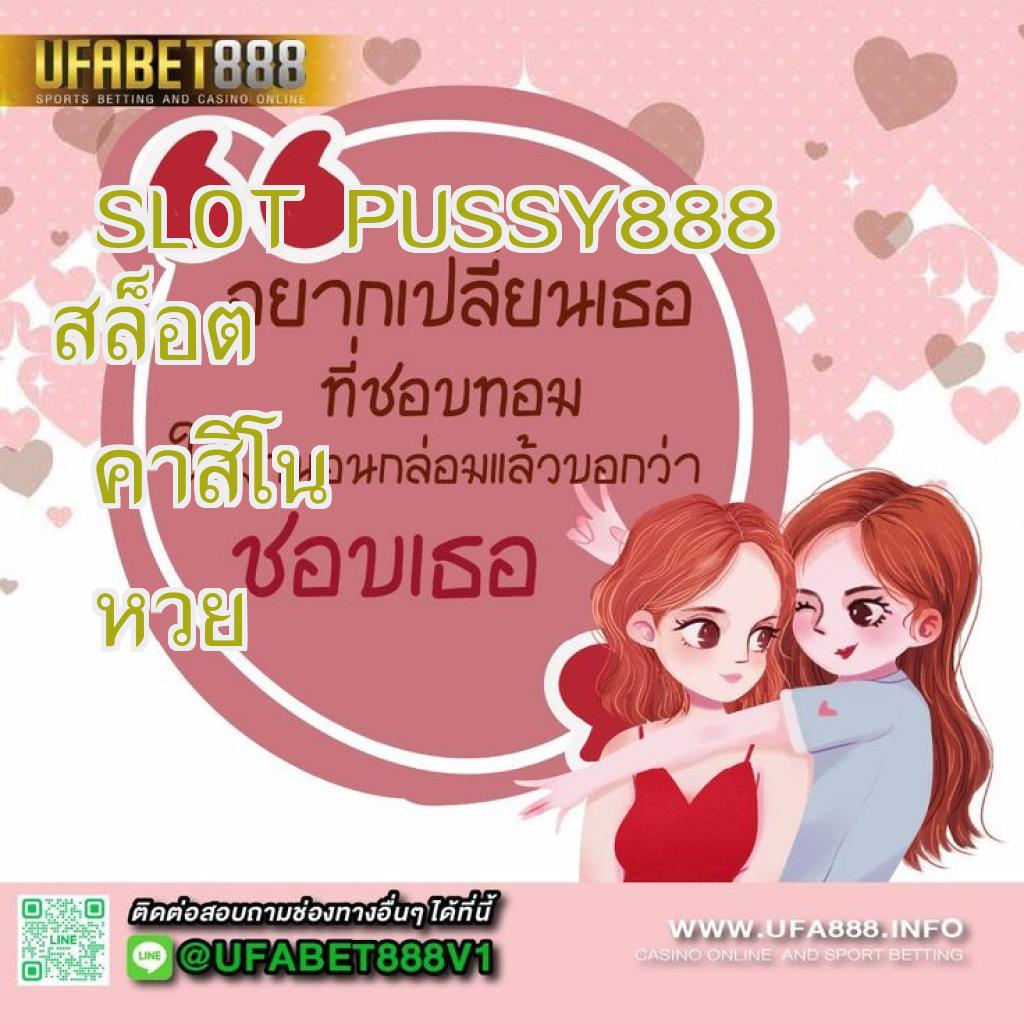 UFABET888
SPORTS BETTING AND CASINO ONLINE
SLOT PUSSY888
อยากเปลี่ยนเธอ
สล็อต
ที่ชอบทอม
นอนกล่อมแล้วบอกว่า
คาสิโน
ชอบเธอ
หวย
LINE
ติดต่อสอบถามช่องทางอื่นๆ ได้ที่นี้
LINE @UFABET888V1
WWW.UFA888.INFO
CASINO ONLINE AND SPORT BETTING